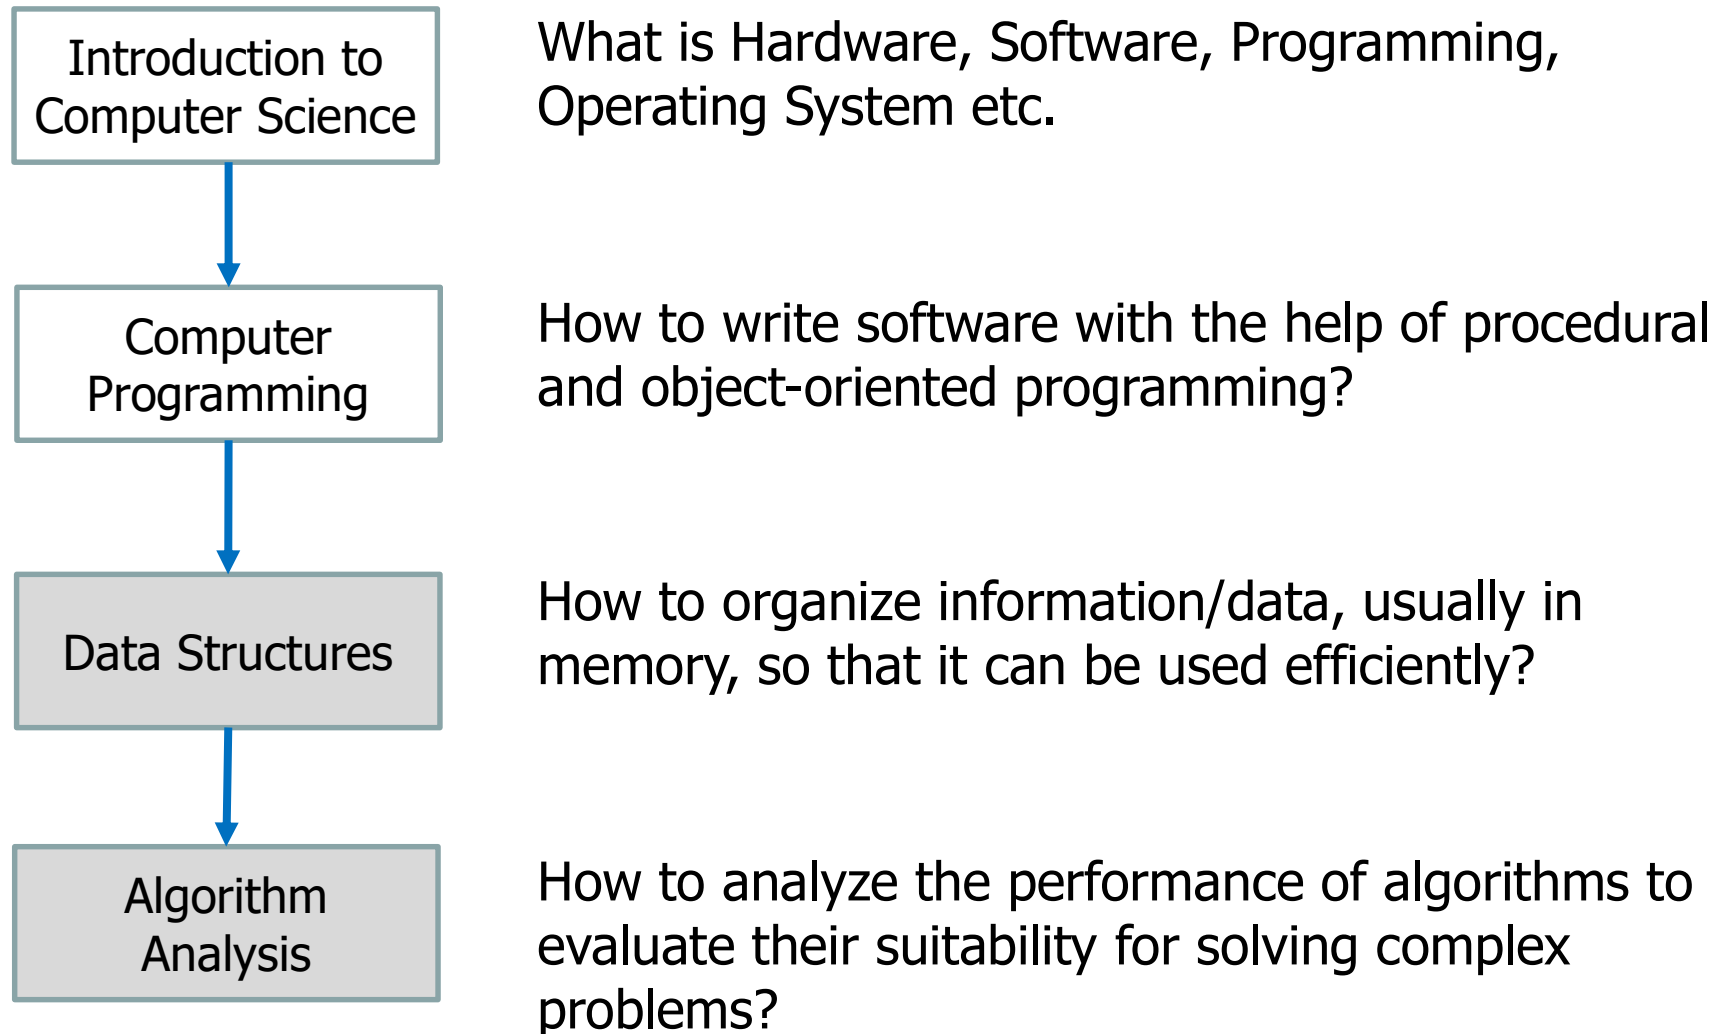 Introduction to
Computer Science
What is Hardware, Software, Programming,
Operating System etc.
Computer
Programming
How to write software with the help of procedural
and object-oriented programming?
Data Structures
How to organize information/data, usually in
memory, so that it can be used efficiently?
Algorithm
Analysis
How to analyze the performance of algorithms to
evaluate their suitability for solving complex
problems?